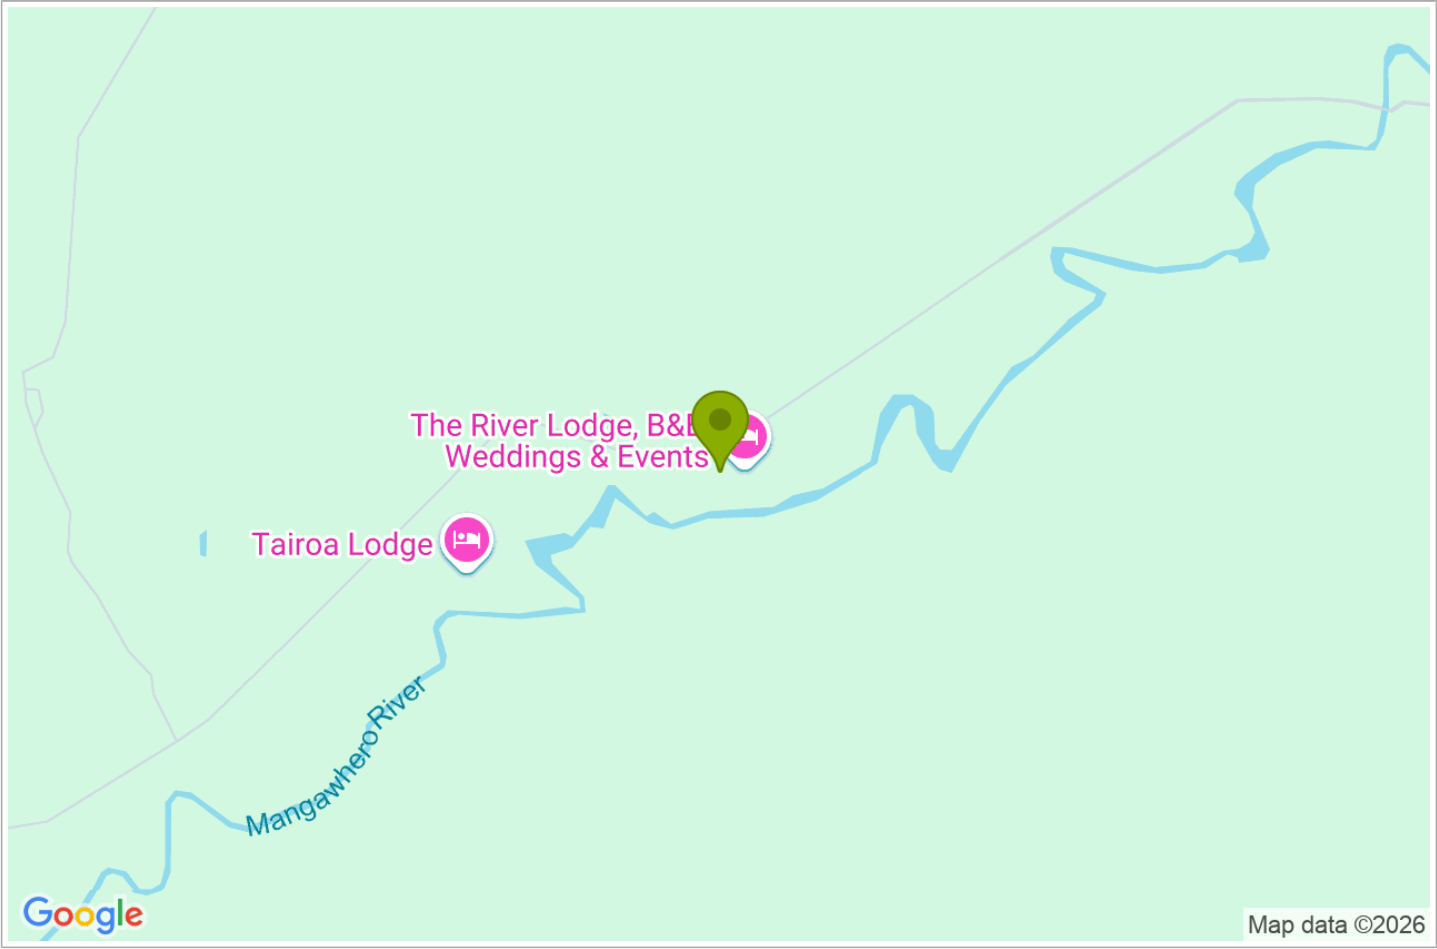 The River Lodge, B&B
Weddings & Events
Tairoa Lodge
Mangawhero River
Google
Map data ©2026